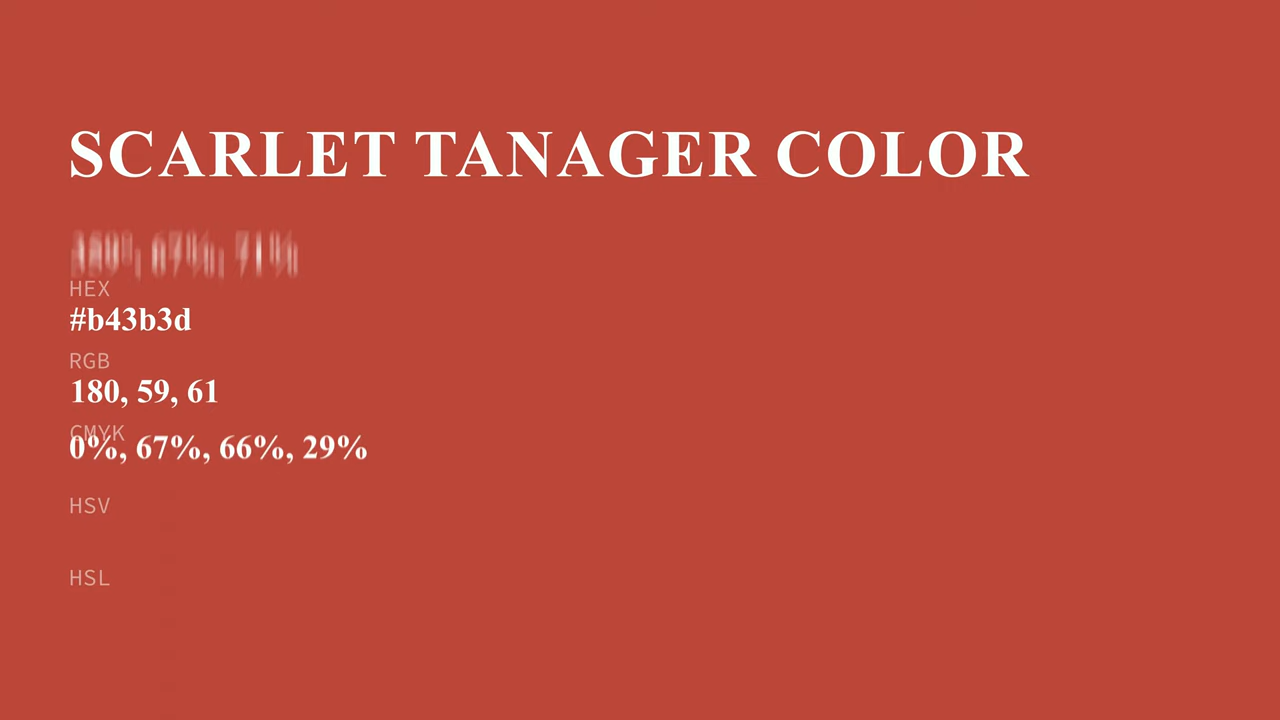 SCARLET TANAGER COLOR
HEX
#b43b3d
RGB
180, 59, 61
CMYK
0%, 67%, 66%, 29%
HSV
HSL